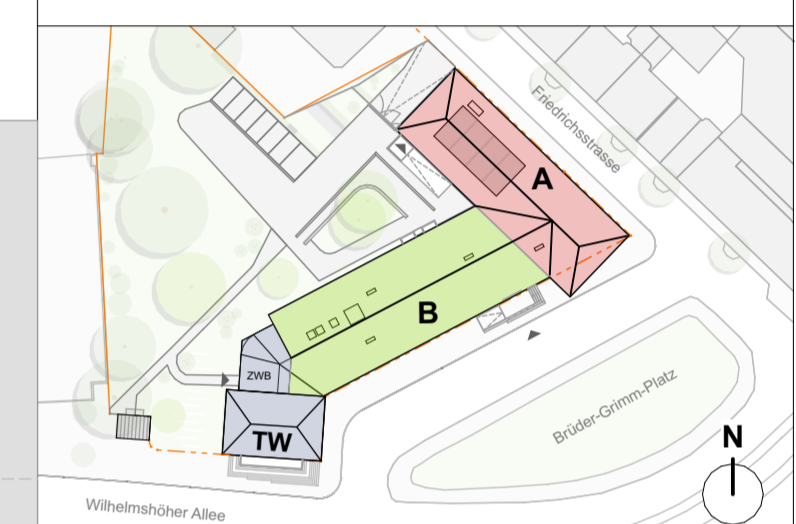 Friedrichsstrasse
A
B
ZWB
TW
Brüder-Grimm-Platz
N
Wilhelmshöher Allee